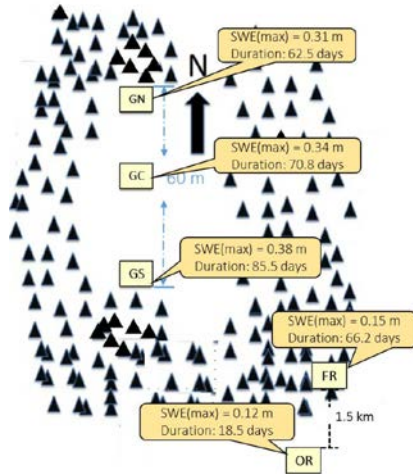 SWE(max) = 0.31 m
Duration: 62.5 days
N
GN
SWE(max) = 0.34 m
Duration: 70.8 days
GC
60 m
SWE(max) = 0.38 m
Duration: 85.5 days
GS
SWE(max) = 0.15 m
Duration: 66.2 days
FR
SWE(max) = 0.12 m
Duration: 18.5 days
1.5 km
OR